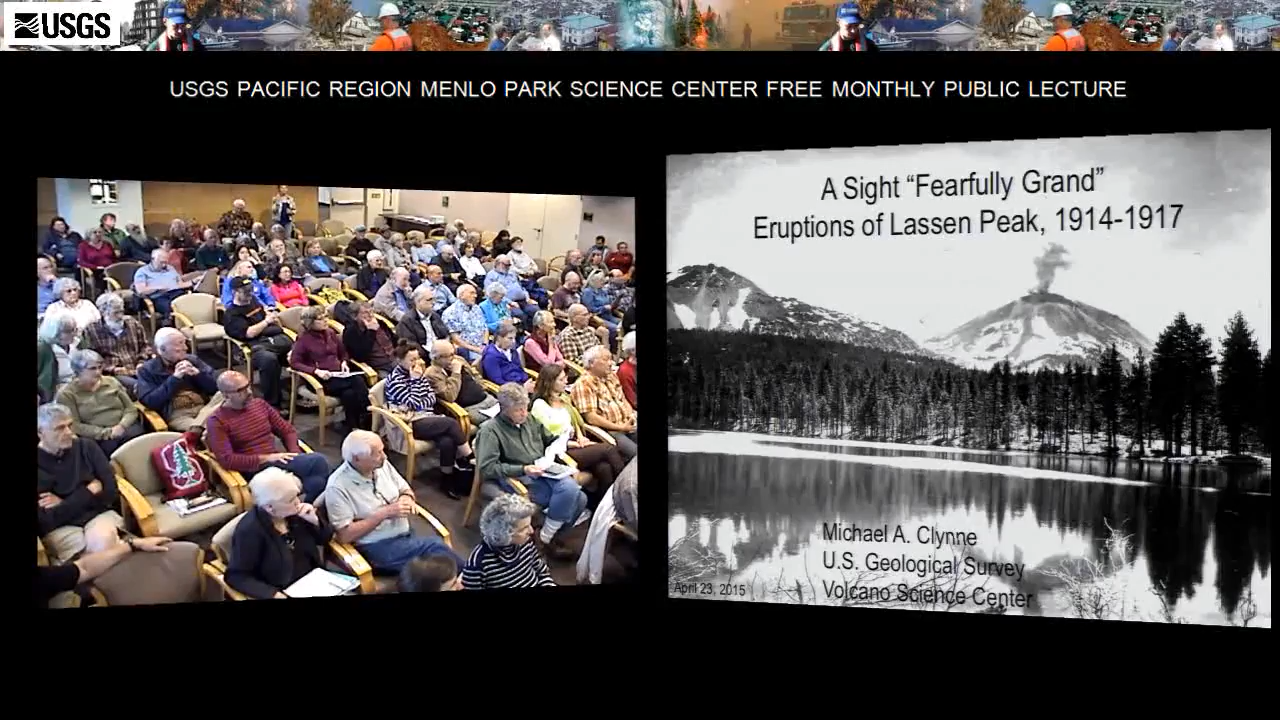 USGS
USGS PACIFIC REGION MENLO PARK SCIENCE CENTER FREE MONTHLY PUBLIC LECTURE
A Sight “Fearfully Grand”
Eruptions of Lassen Peak, 1914-1917
Michael A. Clynne
U.S. Geological Survey
Volcano Science Center
April 23, 2015